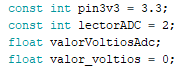 const int pin3v3 = 3.3;
const int lectorADC = 2;
float valorVoltiosAdc;
float valor_voltios = 0;